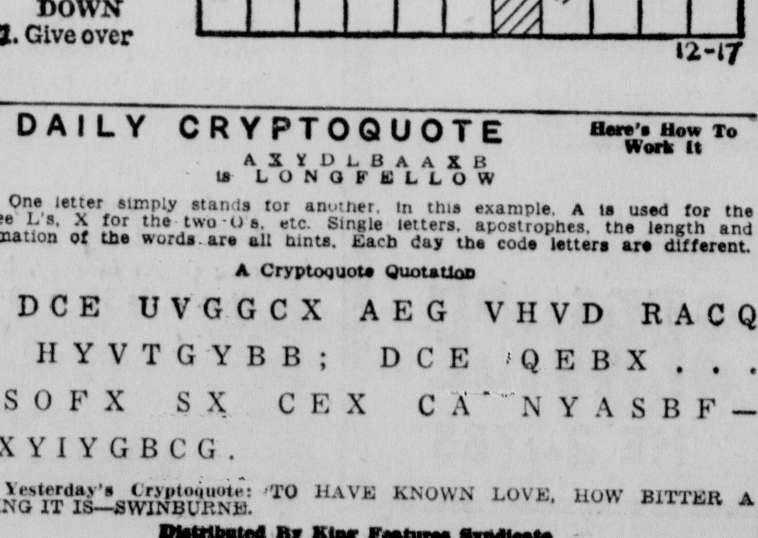 DOWN
1. Give over
12-17
DAILY CRYPTOQUOTE
Here's How To
Work It
AXYDLBAAXB
is LONGFELLOW
One letter simply stands for another. In this example. A is used for the
L's, X for the two O's, etc. Single letters, apostrophes, the length and
of the words are all hints. Each day the code letters are different.
A Cryptoquote Quotation
DCE UVGGCX AEG VHVD RACQ
HYVTGYBB; DCE QEBX . . .
SOFX SX CEX CA NYASBF—
XYIYGBCG.
Yesterday's Cryptoquote: TO HAVE KNOWN LOVE, HOW BITTER A
NG IT IS—SWINBURNE.
Distributed By King Features Syndicate